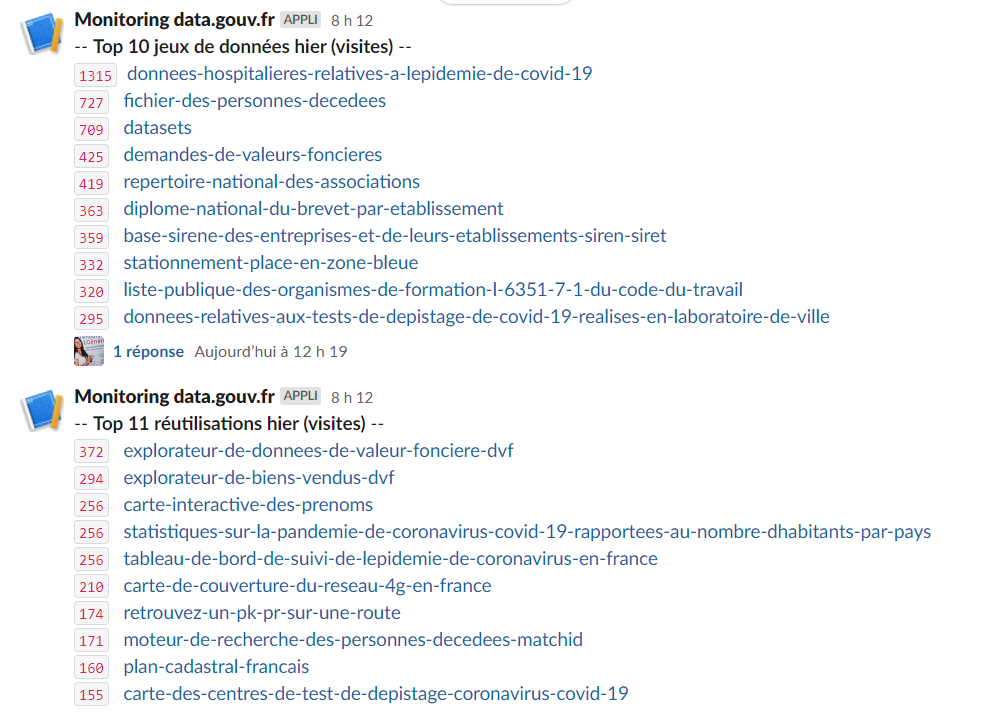 Monitoring data.gouv.fr APPLI 8 h 12
-- Top 10 jeux de données hier (visites) --
1315 donnees-hospitalieres-relatives-a-lepidemie-de-covid-19
727 fichier-des-personnes-decedees
709 datasets
425 demandes-de-valeurs-foncieres
419 repertoire-national-des-associations
363 diplome-national-du-brevet-par-etablissement
359 base-sirene-des-entreprises-et-de-leurs-etablissements-siren-siret
332 stationnement-place-en-zone-bleue
320 liste-publique-des-organismes-de-formation-l-6351-7-1-du-code-du-travail
295 donnees-relatives-aux-tests-de-depistage-de-covid-19-realises-en-laboratoire-de-ville
1 réponse Aujourd’hui à 12 h 19
Monitoring data.gouv.fr APPLI 8 h 12
-- Top 11 réutilisations hier (visites) --
372 explorateur-de-donnees-de-valeur-fonciere-dvf
294 explorateur-de-biens-vendus-dvf
256 carte-interactive-des-prenoms
256 statistiques-sur-la-pandemie-de-coronavirus-covid-19-rapportees-au-nombre-dhabitants-par-pays
256 tableau-de-bord-de-suivi-de-lepidemie-de-coronavirus-en-france
210 carte-de-couverture-du-reseau-4g-en-france
174 retrouvez-un-pk-pr-sur-une-route
171 moteur-de-recherche-des-personnes-decedees-matchid
160 plan-cadastral-francais
155 carte-des-centres-de-test-de-depistage-coronavirus-covid-19